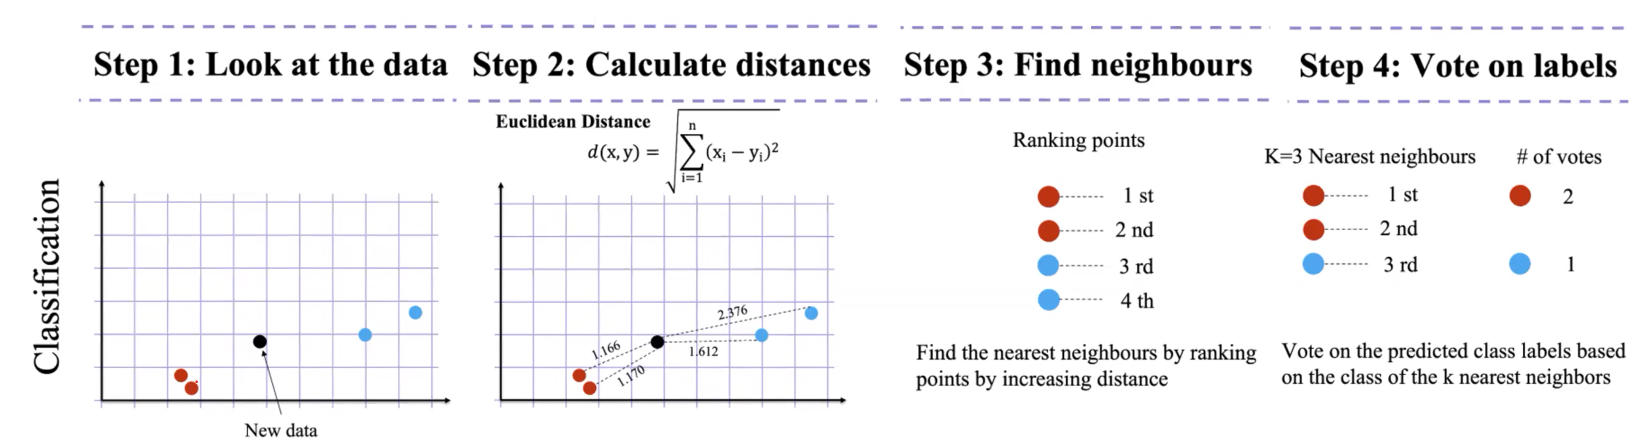 Step 1: Look at the data
Step 2: Calculate distances
Step 3: Find neighbours
Step 4: Vote on labels
Classification
New data
Euclidean Distance
d(x, y) = √∑ⁿᵢ₌₁(xᵢ − yᵢ)²
2.376
1.166
1.612
1.170
Ranking points
1 st
2 nd
3 rd
4 th
Find the nearest neighbours by ranking
points by increasing distance
K=3 Nearest neighbours # of votes
1 st 2
2 nd
3 rd 1
Vote on the predicted class labels based
on the class of the k nearest neighbors